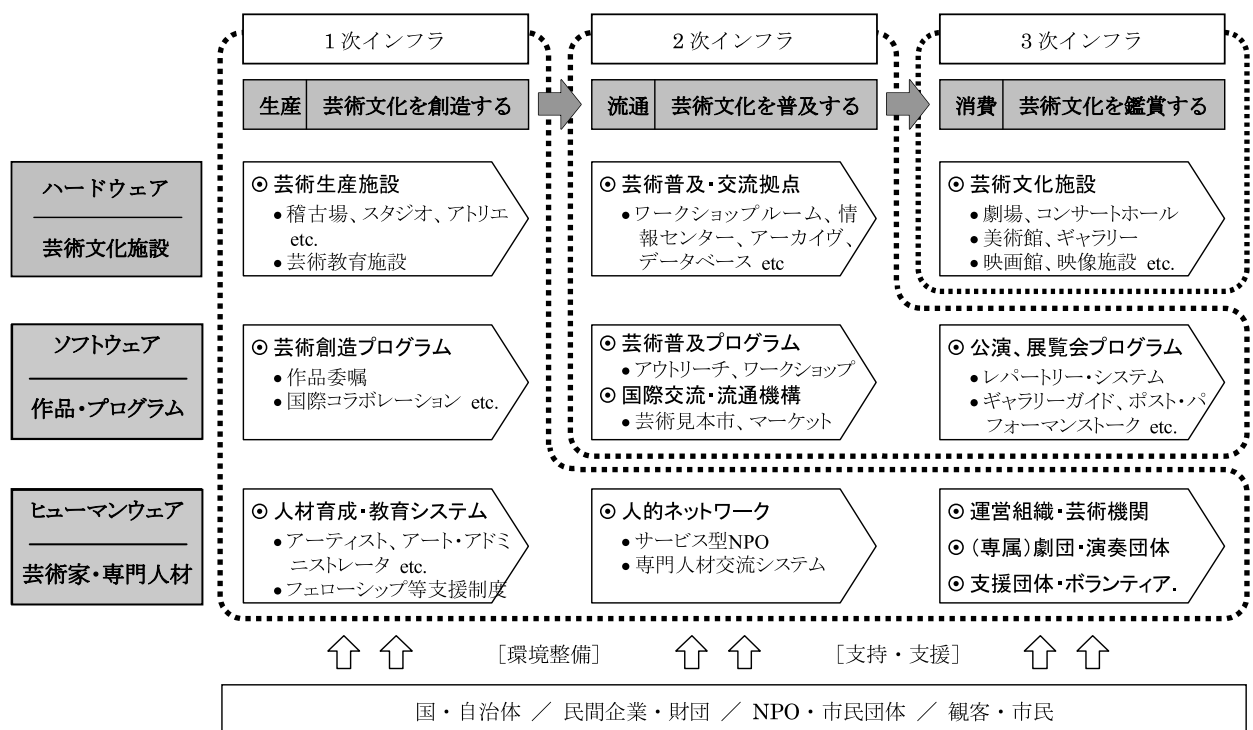 1次インフラ
2次インフラ
3次インフラ
生産 芸術文化を創造する
流通 芸術文化を普及する
消費 芸術文化を鑑賞する
ハードウェア
芸術文化施設
⊙ 芸術生産施設
• 稽古場、スタジオ、アトリエ
etc.
• 芸術教育施設
⊙ 芸術普及・交流拠点
• ワークショップルーム、情
報センター、アーカイヴ、
データベース etc
⊙ 芸術文化施設
• 劇場、コンサートホール
• 美術館、ギャラリー
• 映画館、映像施設 etc.
ソフトウェア
作品・プログラム
⊙ 芸術創造プログラム
• 作品委嘱
• 国際コラボレーション etc.
⊙ 芸術普及プログラム
• アウトリーチ、ワークショップ
⊙ 国際交流・流通機構
• 芸術見本市、マーケット
⊙ 公演、展覧会プログラム
• レパートリー・システム
• ギャラリーガイド、ポスト・パ
フォーマンストーク etc.
ヒューマンウェア
芸術家・専門人材
⊙ 人材育成・教育システム
• アーティスト、アート・アドミ
ニストレータ etc.
• フェローシップ等支援制度
⊙ 人的ネットワーク
• サービス型NPO
• 専門人材交流システム
⊙ 運営組織・芸術機関
⊙ (専属)劇団・演奏団体
⊙ 支援団体・ボランティア.
[環境整備]
[支持・支援]
国・自治体 ／ 民間企業・財団 ／ NPO・市民団体 ／ 観客・市民